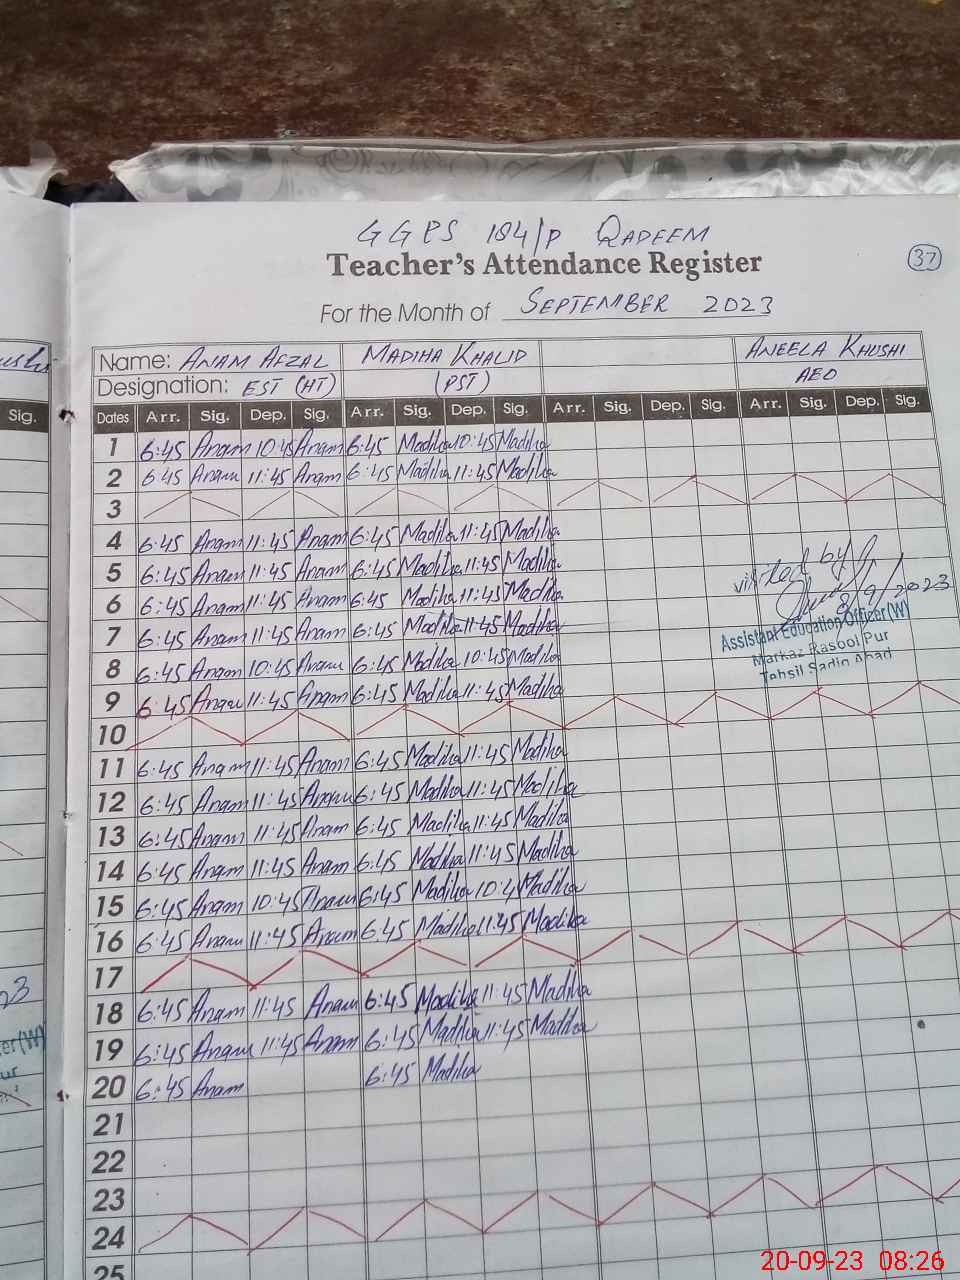 GGPS 184/P QADEEM
Teacher's Attendance Register
37
For the Month of SEPTEMBER 2023
Name: ANAM AFZAL MADIHA KHALID ANEELA KHUSHI
Designation: EST (HT) (PST) AEO
Sig. Dates Arr. Sig. Dep. Sig. Arr. Sig. Dep. Sig. Arr. Sig. Dep. Sig. Arr. Sig. Dep. Sig.
1 6:45 Anam 10:45 Anam 6:45 Madiha 10:45 Madiha
2 6:45 Anam 11:45 Anam 6:45 Madiha 11:45 Madiha
3
4 6:45 Anam 11:45 Anam 6:45 Madiha 11:45 Madiha
5 6:45 Anam 11:45 Anam 6:45 Madiha 11:45 Madiha
6 6:45 Anam 11:45 Anam 6:45 Madiha 11:45 Madiha
visited by
7 6:45 Anam 11:45 Anam 6:45 Madiha 11:45 Madiha
8/9/2023
Assistant Education Officer (W)
Markaz Rasool Pur
Tahsil Sadiq Abad
8 6:45 Anam 10:45 Anam 6:45 Madiha 10:45 Madiha
9 6:45 Anam 11:45 Anam 6:45 Madiha 11:45 Madiha
10
11 6:45 Anam 11:45 Anam 6:45 Madiha 11:45 Madiha
12 6:45 Anam 11:45 Anam 6:45 Madiha 11:45 Madiha
13 6:45 Anam 11:45 Anam 6:45 Madiha 11:45 Madiha
14 6:45 Anam 11:45 Anam 6:45 Madiha 11:45 Madiha
15 6:45 Anam 10:45 Anam 6:45 Madiha 10:4 Madiha
16 6:45 Anam 11:45 Anam 6:45 Madiha 11:45 Madiha
17
18 6:45 Anam 11:45 Anam 6:45 Madiha 11:45 Madiha
19 6:45 Anam 11:45 Anam 6:45 Madiha 11:45 Madiha
20 6:45 Anam 6:45 Madiha
21
22
23
24
25
20-09-23 08:26